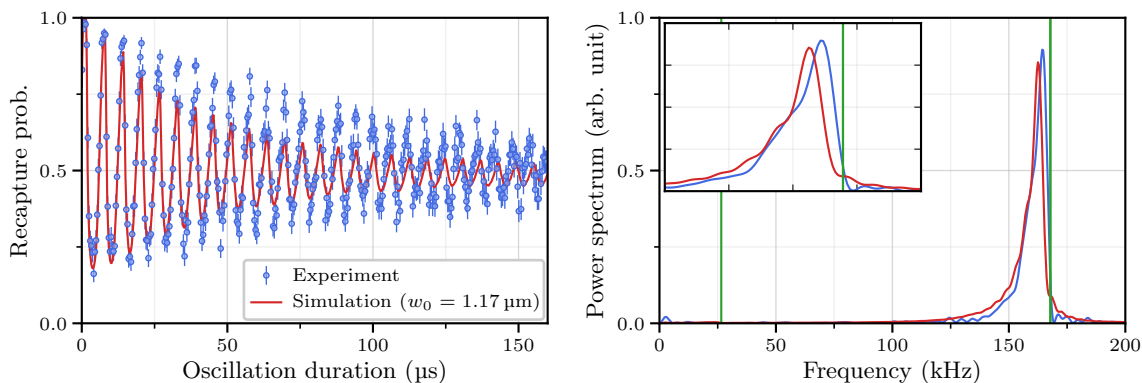 1.0
0.5
0.0
0
50
100
150
Recapture prob.
Oscillation duration (µs)
Experiment
Simulation (w₀ = 1.17 µm)
1.0
0.5
0.0
0
50
100
150
200
Power spectrum (arb. unit)
Frequency (kHz)